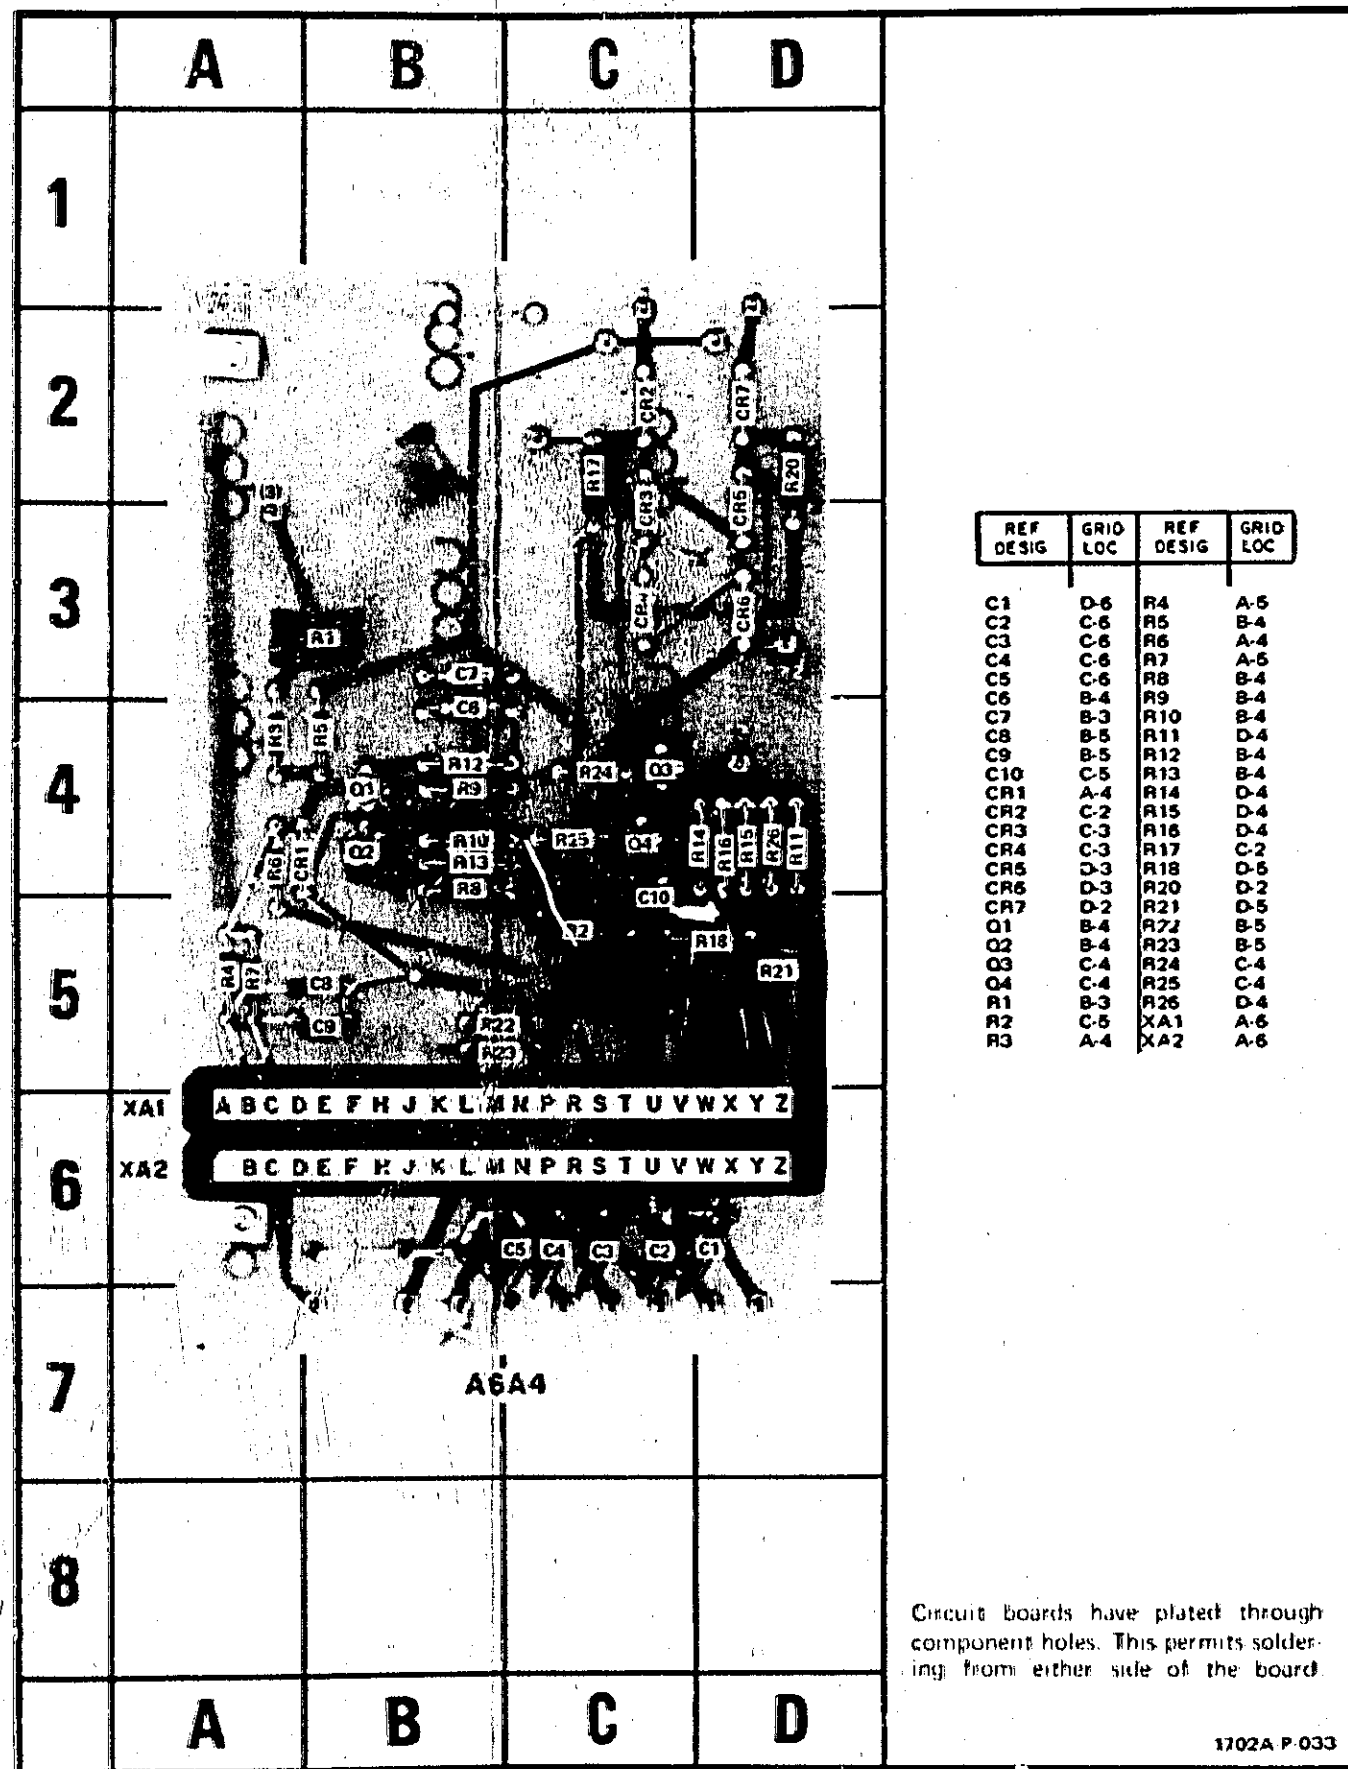 A B C D
1
2
CR2
CR7
R17
CR3
CR5
R20
(3)
3
R1
CR4
CR6
C7
C6
R3
R5
R12
R24
Q3
4
Q1
R9
R10
R25
Q4
R14
R16
R15
R26
R11
Q2
R6
CR1
R13
R8
C10
R2
R18
R4
R7
C8
R21
5
C9
R22
R23
XA1 A B C D E F H J K L M N P R S T U V W X Y Z
XA2 B C D E F H J K L M N P R S T U V W X Y Z
6
C5 C4 C3 C2 C1
7
A6A4
8
A B C D
REF DESIG GRID LOC REF DESIG GRID LOC
C1 D-6 R4 A-5
C2 C-6 R5 B-4
C3 C-6 R6 A-4
C4 C-6 R7 A-5
C5 C-6 R8 B-4
C6 B-4 R9 B-4
C7 B-3 R10 B-4
C8 B-5 R11 D-4
C9 B-5 R12 B-4
C10 C-5 R13 B-4
CR1 A-4 R14 D-4
CR2 C-2 R15 D-4
CR3 C-3 R16 D-4
CR4 C-3 R17 C-2
CR5 D-3 R18 D-5
CR6 D-3 R20 D-2
CR7 D-2 R21 D-5
Q1 B-4 R22 B-5
Q2 B-4 R23 B-5
Q3 C-4 R24 C-4
Q4 C-4 R25 C-4
R1 B-3 R26 D-4
R2 C-5 XA1 A-6
R3 A-4 XA2 A-6
Circuit boards have plated through
component holes. This permits solder-
ing from either side of the board.
1702A-P-033